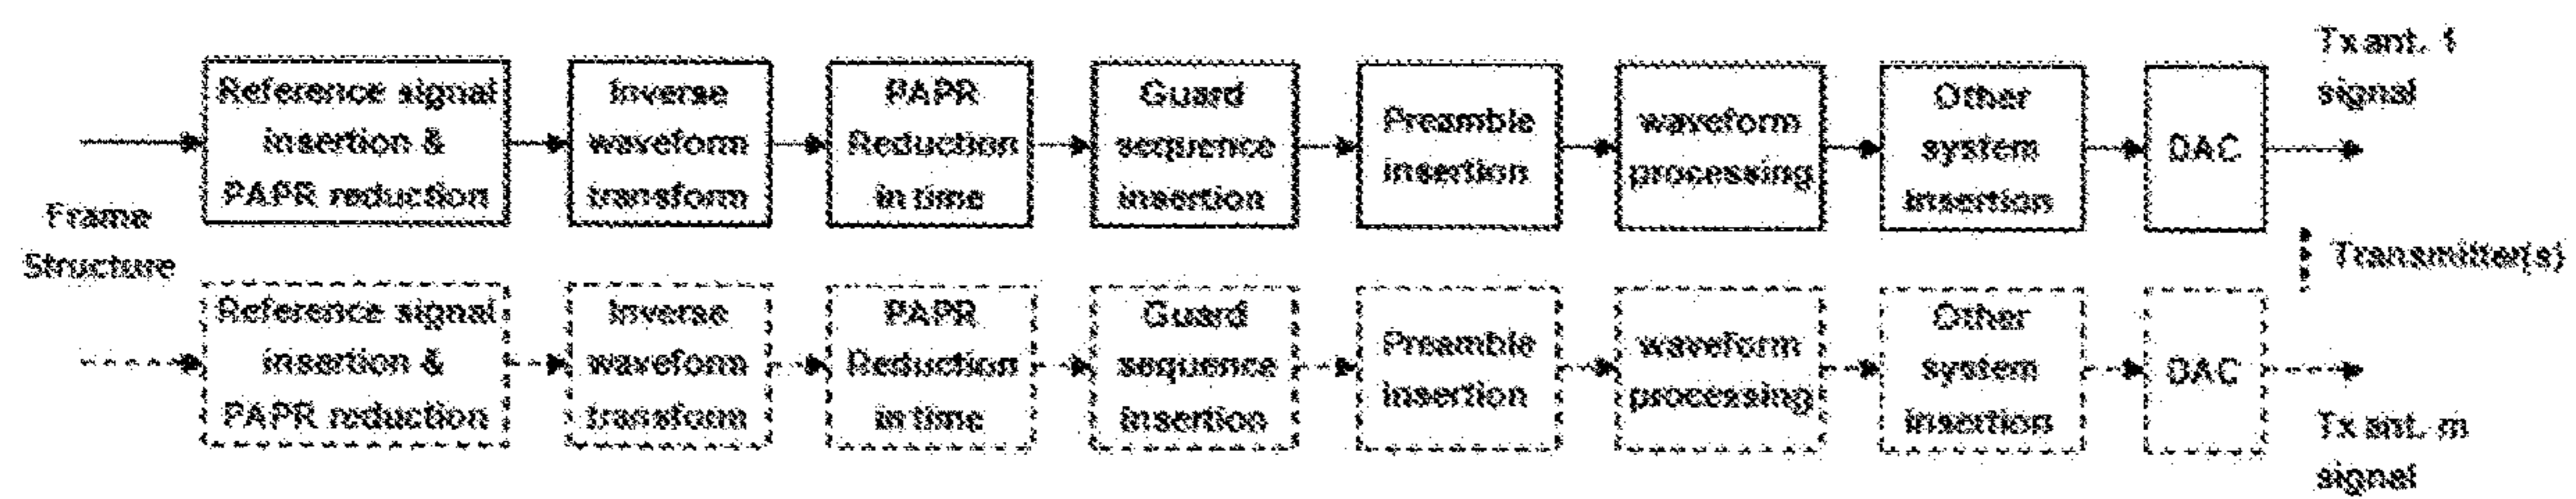 Frame
Structure
Reference signal
insertion &
PAPR reduction
Inverse
waveform
transform
PAPR
Reduction
in time
Guard
sequence
insertion
Preamble
insertion
waveform
processing
Other
system
insertion
DAC
Tx ant. 1
signal
Transmitter(s)
Reference signal
insertion &
PAPR reduction
Inverse
waveform
transform
PAPR
Reduction
in time
Guard
sequence
insertion
Preamble
insertion
waveform
processing
Other
system
insertion
DAC
Tx ant. m
signal